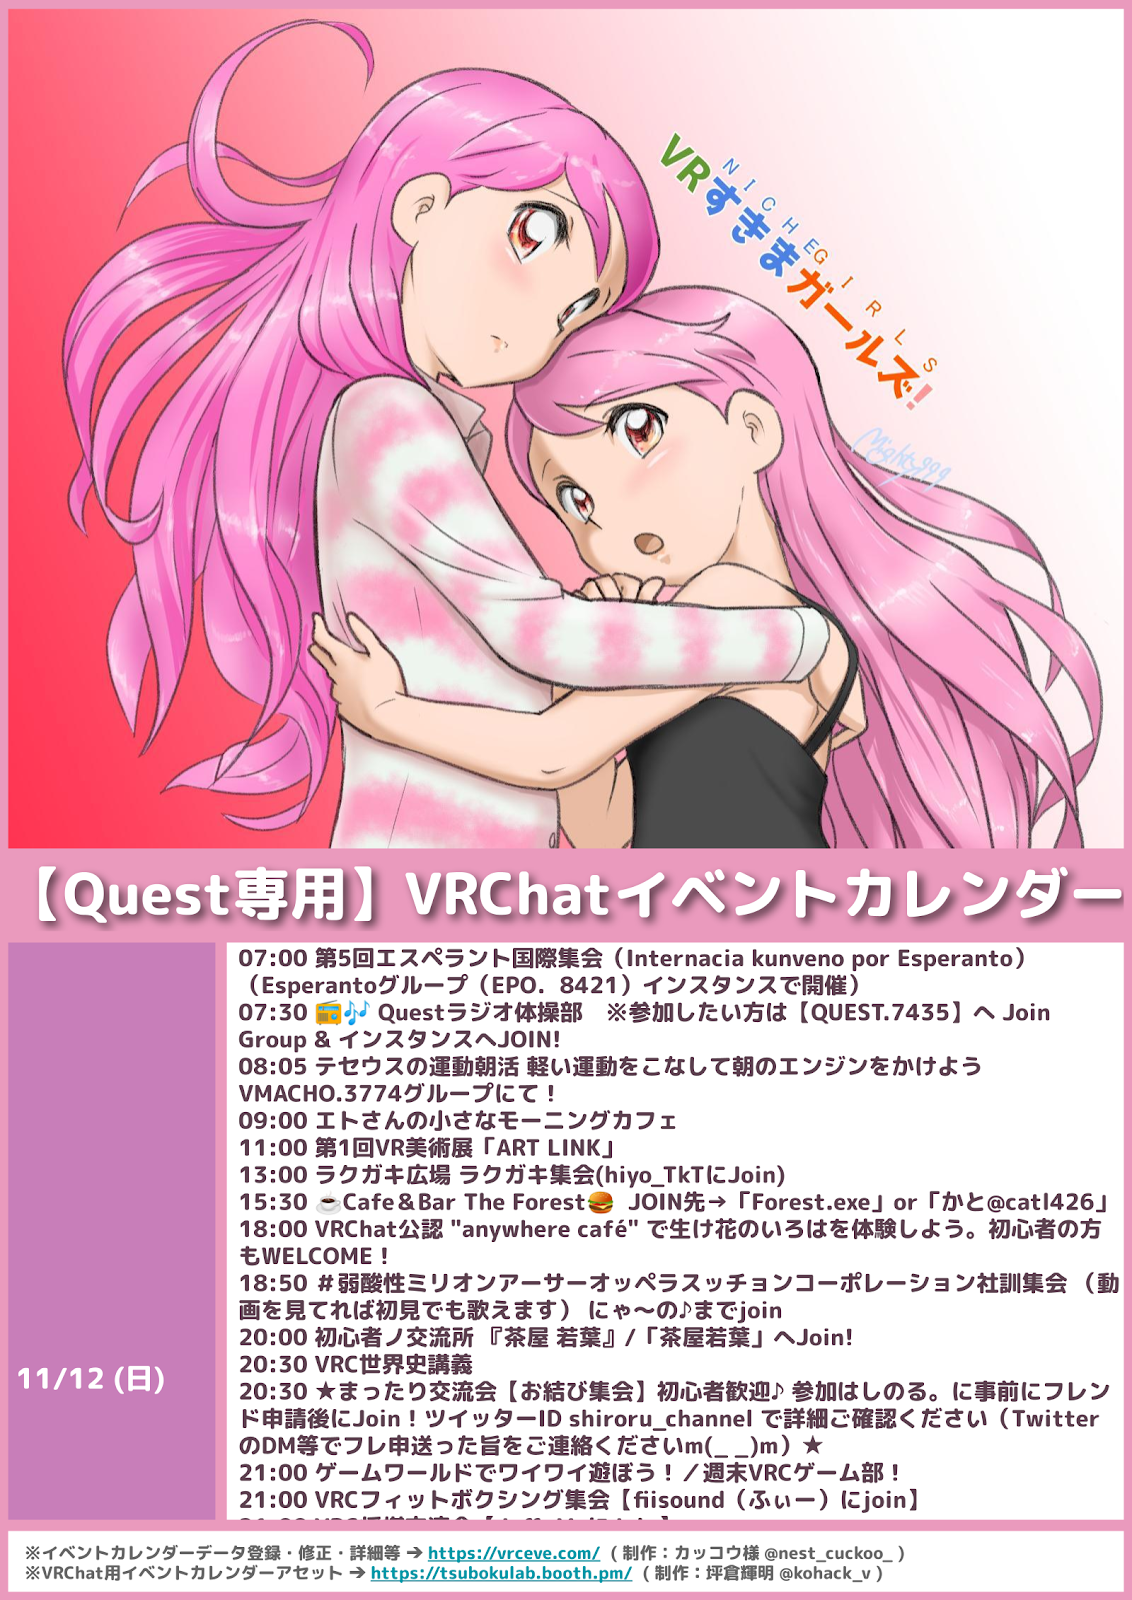 NICHE GIRLS
VRすきまガールズ!
Mighty999
【Quest専用】VRChatイベントカレンダー
11/12 (日)
07:00 第5回エスペラント国際集会（Internacia kunveno por Esperanto）
（Esperantoグループ（EPO．8421）インスタンスで開催）
07:30 📻🎶 Questラジオ体操部　※参加したい方は【QUEST.7435】へ Join
Group & インスタンスへJOIN!
08:05 テセウスの運動朝活 軽い運動をこなして朝のエンジンをかけよう
VMACHO.3774グループにて！
09:00 エトさんの小さなモーニングカフェ
11:00 第1回VR美術展「ART LINK」
13:00 ラクガキ広場 ラクガキ集会(hiyo_TkTにJoin)
15:30 ☕Cafe＆Bar The Forest🍔 JOIN先→「Forest.exe」or「かと@catl426」
18:00 VRChat公認 "anywhere café" で生け花のいろはを体験しよう。初心者の方
もWELCOME！
18:50 ＃弱酸性ミリオンアーサーオッペラスッチョンコーポレーション社訓集会 （動
画を見てれば初見でも歌えます） にゃ〜の♪までjoin
20:00 初心者ノ交流所 『茶屋 若葉』/「茶屋若葉」へJoin!
20:30 VRC世界史講義
20:30 ★まったり交流会【お結び集会】初心者歓迎♪ 参加はしのる。に事前にフレン
ド申請後にJoin！ツイッターID shiroru_channel で詳細ご確認ください（Twitter
のDM等でフレ申送った旨をご連絡くださいm(_ _)m）★
21:00 ゲームワールドでワイワイ遊ぼう！／週末VRCゲーム部！
21:00 VRCフィットボクシング集会【fiisound（ふぃー）にjoin】
※イベントカレンダーデータ登録・修正・詳細等 ➔ https://vrceve.com/ ( 制作：カッコウ様 @nest_cuckoo_ )
※VRChat用イベントカレンダーアセット ➔ https://tsubokulab.booth.pm/ ( 制作：坪倉輝明 @kohack_v )